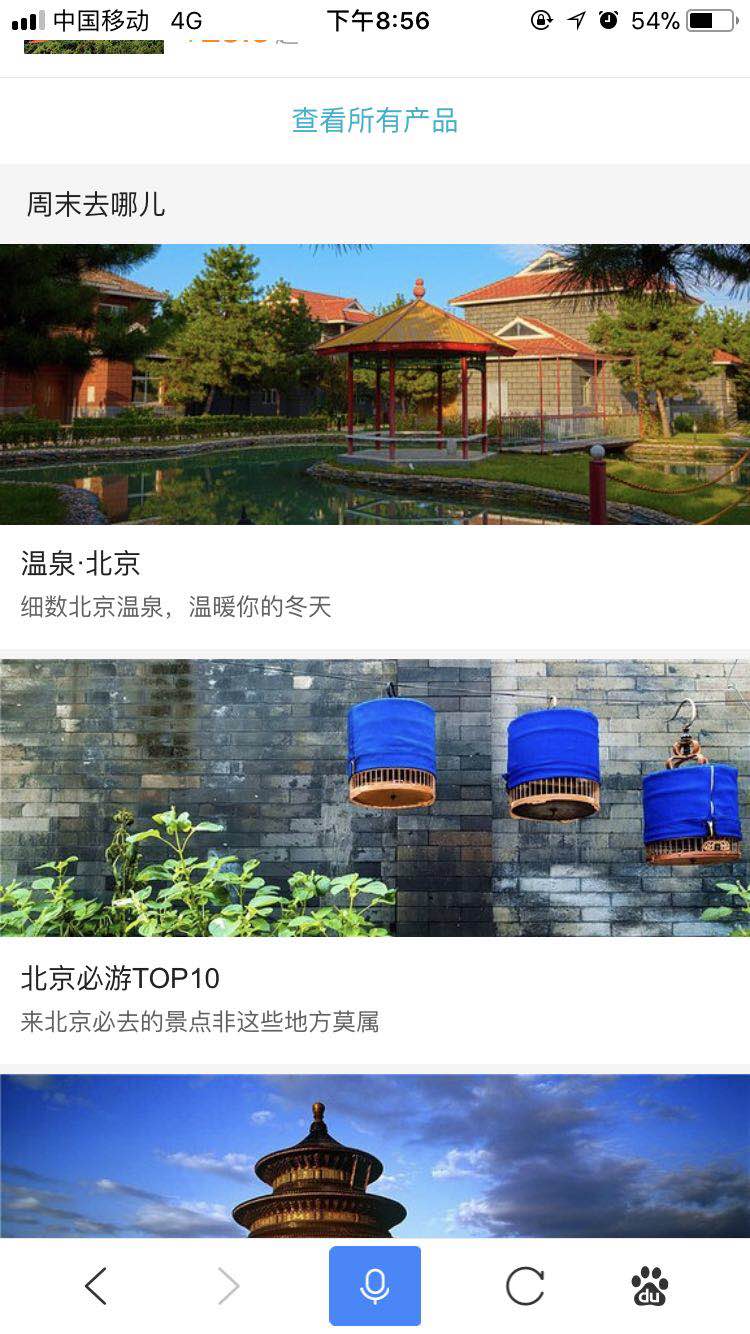 中国移动 4G 下午8:56 54%
查看所有产品
周末去哪儿
温泉·北京
细数北京温泉，温暖你的冬天
北京必游TOP10
来北京必去的景点非这些地方莫属
du